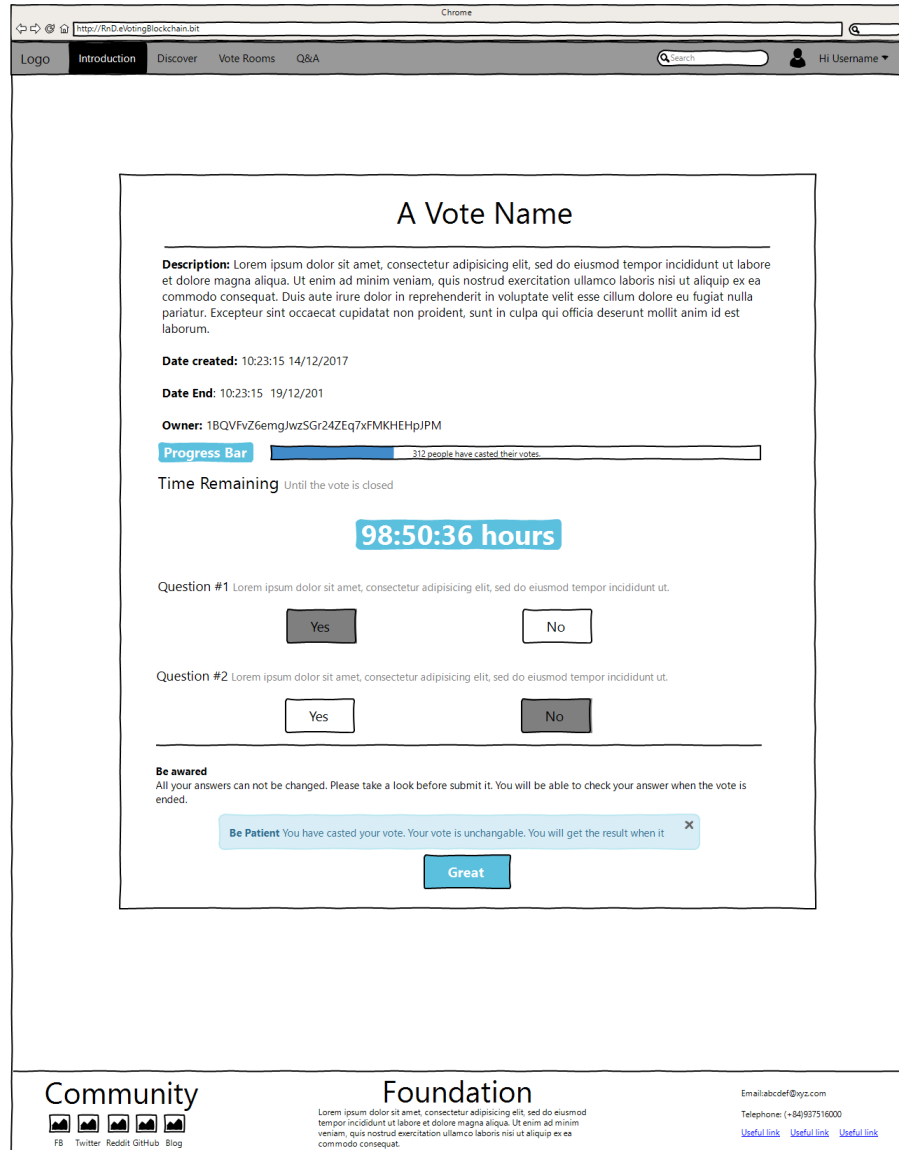 Chrome
http://RnD.eVotingBlockchain.bit
Logo Introduction Discover Vote Rooms Q&A Search Hi Username
A Vote Name
Description: Lorem ipsum dolor sit amet, consectetur adipisicing elit, sed do eiusmod tempor incididunt ut labore
et dolore magna aliqua. Ut enim ad minim veniam, quis nostrud exercitation ullamco laboris nisi ut aliquip ex ea
commodo consequat. Duis aute irure dolor in reprehenderit in voluptate velit esse cillum dolore eu fugiat nulla
pariatur. Excepteur sint occaecat cupidatat non proident, sunt in culpa qui officia deserunt mollit anim id est
laborum.
Date created: 10:23:15 14/12/2017
Date End: 10:23:15 19/12/201
Owner: 1BQVFvZ6emgJwzSGr24ZEq7xFMKHEHpJPM
Progress Bar 312 people have casted their votes.
Time Remaining Until the vote is closed
98:50:36 hours
Question #1 Lorem ipsum dolor sit amet, consectetur adipisicing elit, sed do eiusmod tempor incididunt ut.
Yes No
Question #2 Lorem ipsum dolor sit amet, consectetur adipisicing elit, sed do eiusmod tempor incididunt ut.
Yes No
Be awared
All your answers can not be changed. Please take a look before submit it. You will be able to check your answer when the vote is
ended.
Be Patient You have casted your vote. Your vote is unchangable. You will get the result when it
Great
Community
FB Twitter Reddit GitHub Blog
Foundation
Lorem ipsum dolor sit amet, consectetur adipisicing elit, sed do eiusmod
tempor incididunt ut labore et dolore magna aliqua. Ut enim ad minim
veniam, quis nostrud exercitation ullamco laboris nisi ut aliquip ex ea
commodo consequat.
Email:abcdef@xyz.com
Telephone: (+84)937516000
Useful link Useful link Useful link